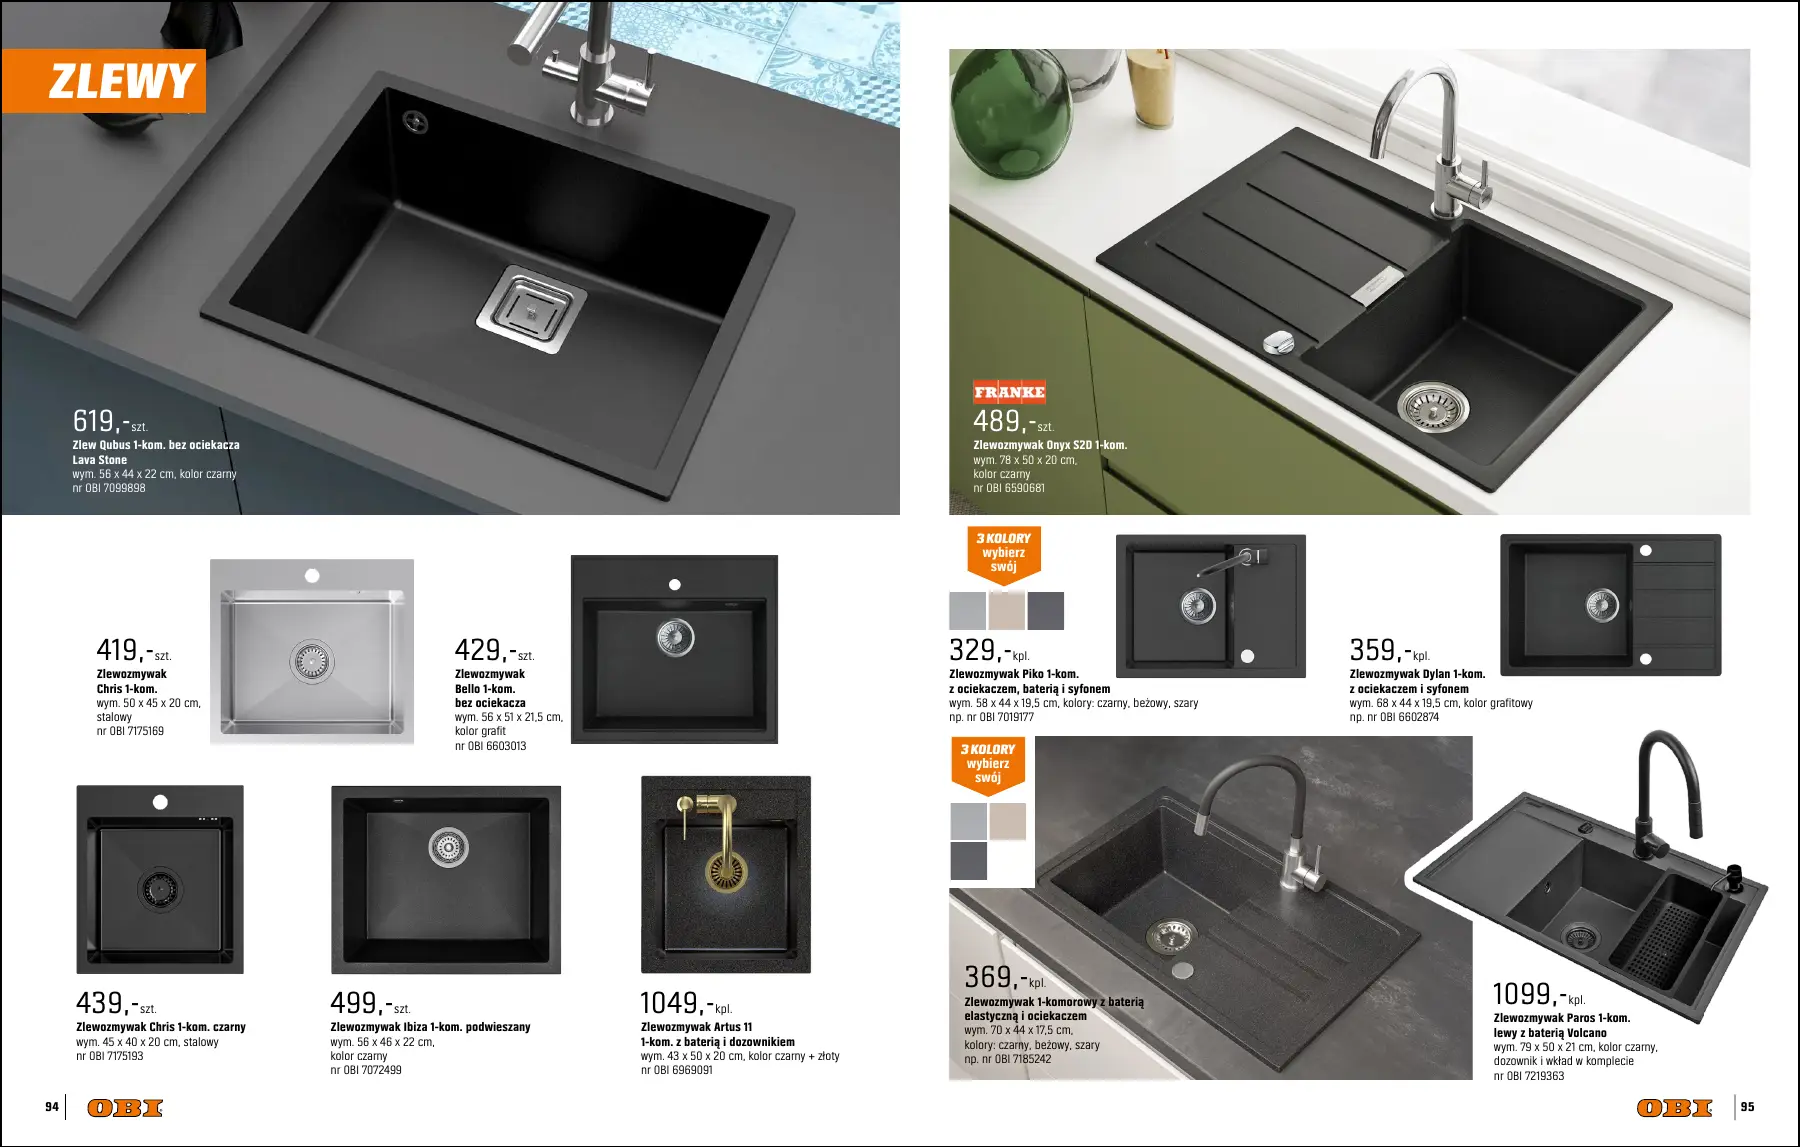 ZLEWY
619,-szt.
Zlew Qubus 1-kom. bez ociekacza
Lava Stone
wym. 56 x 44 x 22 cm, kolor czarny
nr OBI 7099898
419,-szt.
Zlewozmywak
Chris 1-kom.
wym. 50 x 45 x 20 cm,
stalowy
nr OBI 7175169
429,-szt.
Zlewozmywak
Bello 1-kom.
bez ociekacza
wym. 56 x 51 x 21,5 cm,
kolor grafit
nr OBI 6603013
439,-szt.
Zlewozmywak Chris 1-kom. czarny
wym. 45 x 40 x 20 cm, stalowy
nr OBI 7175193
499,-szt.
Zlewozmywak Ibiza 1-kom. podwieszany
wym. 56 x 46 x 22 cm,
kolor czarny
nr OBI 7072499
1049,-kpl.
Zlewozmywak Artus 11
1-kom. z baterią i dozownikiem
wym. 43 x 50 x 20 cm, kolor czarny + złoty
nr OBI 6969091
94
OBI
FRANKE
489,-szt.
Zlewozmywak Onyx S2D 1-kom.
wym. 78 x 50 x 20 cm,
kolor czarny
nr OBI 6590681
3 KOLORY
wybierz
swój
329,-kpl.
Zlewozmywak Piko 1-kom.
z ociekaczem, baterią i syfonem
wym. 58 x 44 x 19,5 cm, kolory: czarny, beżowy, szary
np. nr OBI 7019177
359,-kpl.
Zlewozmywak Dylan 1-kom.
z ociekaczem i syfonem
wym. 68 x 44 x 19,5 cm, kolor grafitowy
np. nr OBI 6602874
3 KOLORY
wybierz
swój
369,-kpl.
Zlewozmywak 1-komorowy z baterią
elastyczną i ociekaczem
wym. 70 x 44 x 17,5 cm,
kolory: czarny, beżowy, szary
np. nr OBI 7185242
1099,-kpl.
Zlewozmywak Paros 1-kom.
lewy z baterią Volcano
wym. 79 x 50 x 21 cm, kolor czarny,
dozownik i wkład w komplecie
nr OBI 7219363
OBI
95